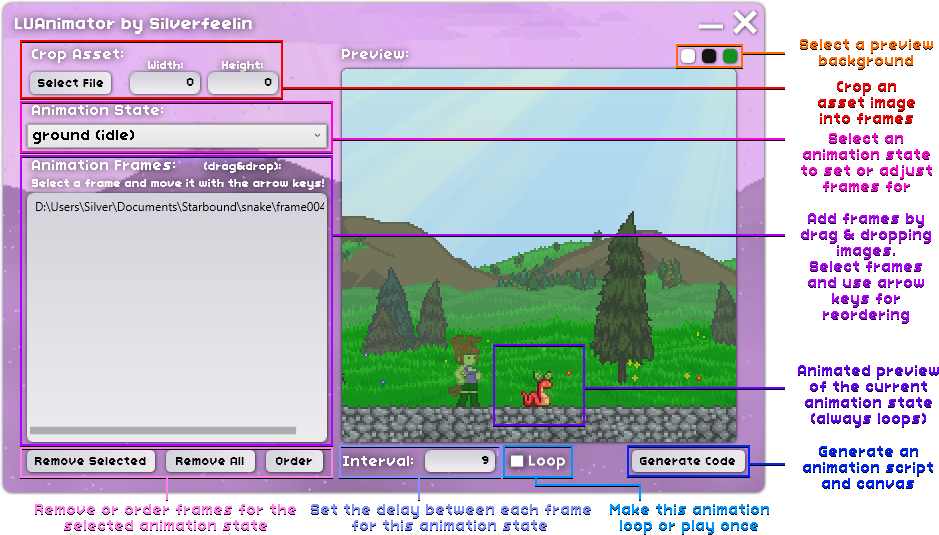 LUAnimator by Silverfeelin
Crop Asset:
Width:
Height:
Select File
0
0
Preview:
Select a preview
background
Crop an
asset image
into frames
Animation State:
ground (idle)
Select an
animation state
to set or adjust
frames for
Animation Frames:
(drag&drop):
Select a frame and move it with the arrow keys!
D:\Users\Silver\Documents\Starbound\snake\frame004
Add frames by
drag & dropping
images.
Select frames
and use arrow
keys for
reordering
Animated preview
of the current
animation state
(always loops)
Remove Selected
Remove All
Order
Interval:
9
Loop
Generate Code
Generate an
animation script
and canvas
Remove or order frames for the
selected animation state
Set the delay between each frame
for this animation state
Make this animation
loop or play once